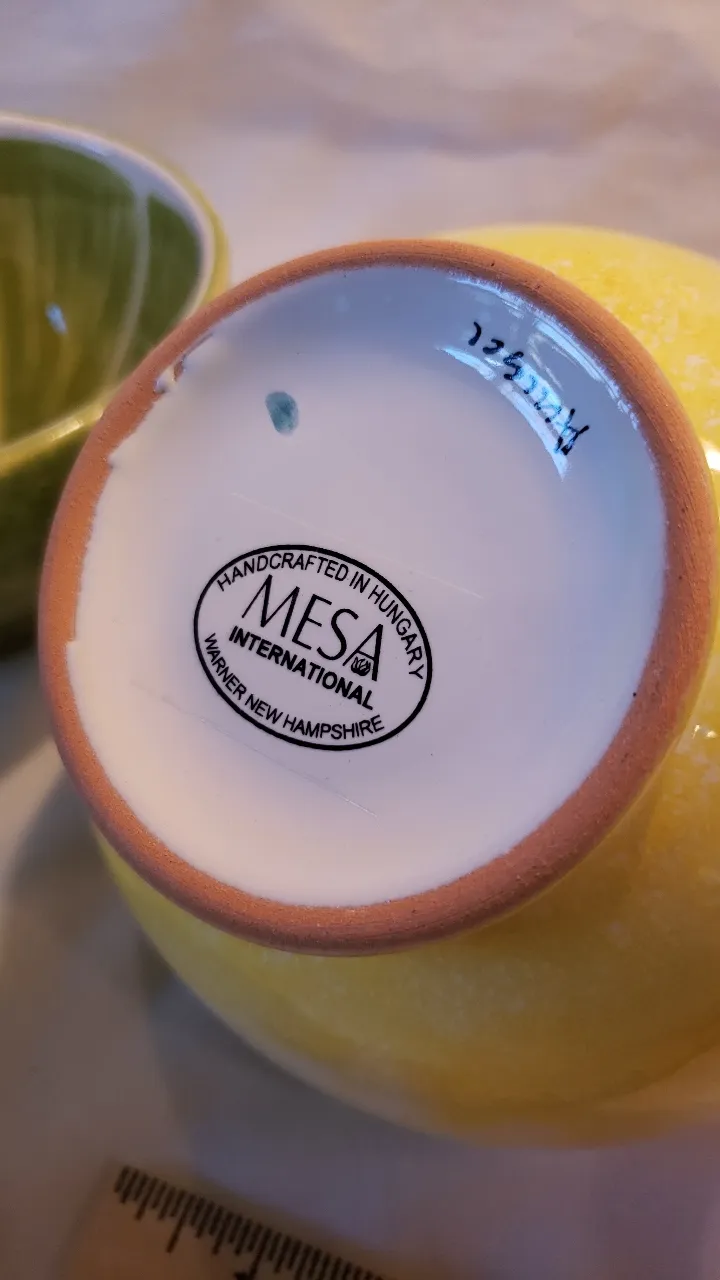 HANDCRAFTED IN HUNGARY
MESA
INTERNATIONAL
WARNER NEW HAMPSHIRE